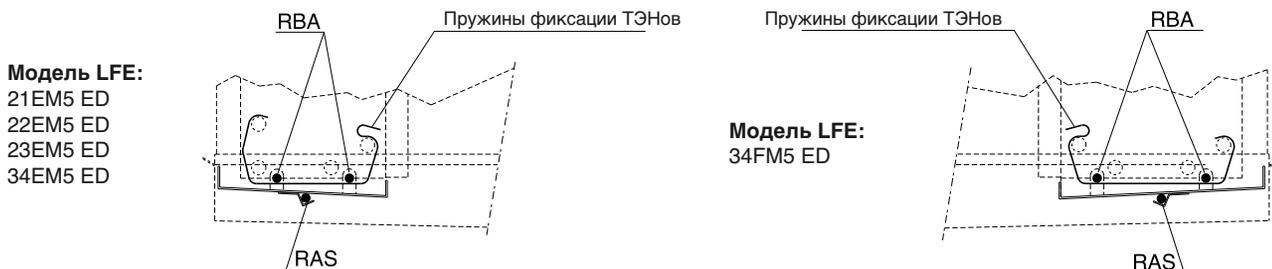 RBA
Пружины фиксации ТЭНов
Модель LFE:
21EM5 ED
22EM5 ED
23EM5 ED
34EM5 ED
RAS
Пружины фиксации ТЭНов
RBA
Модель LFE:
34FM5 ED
RAS